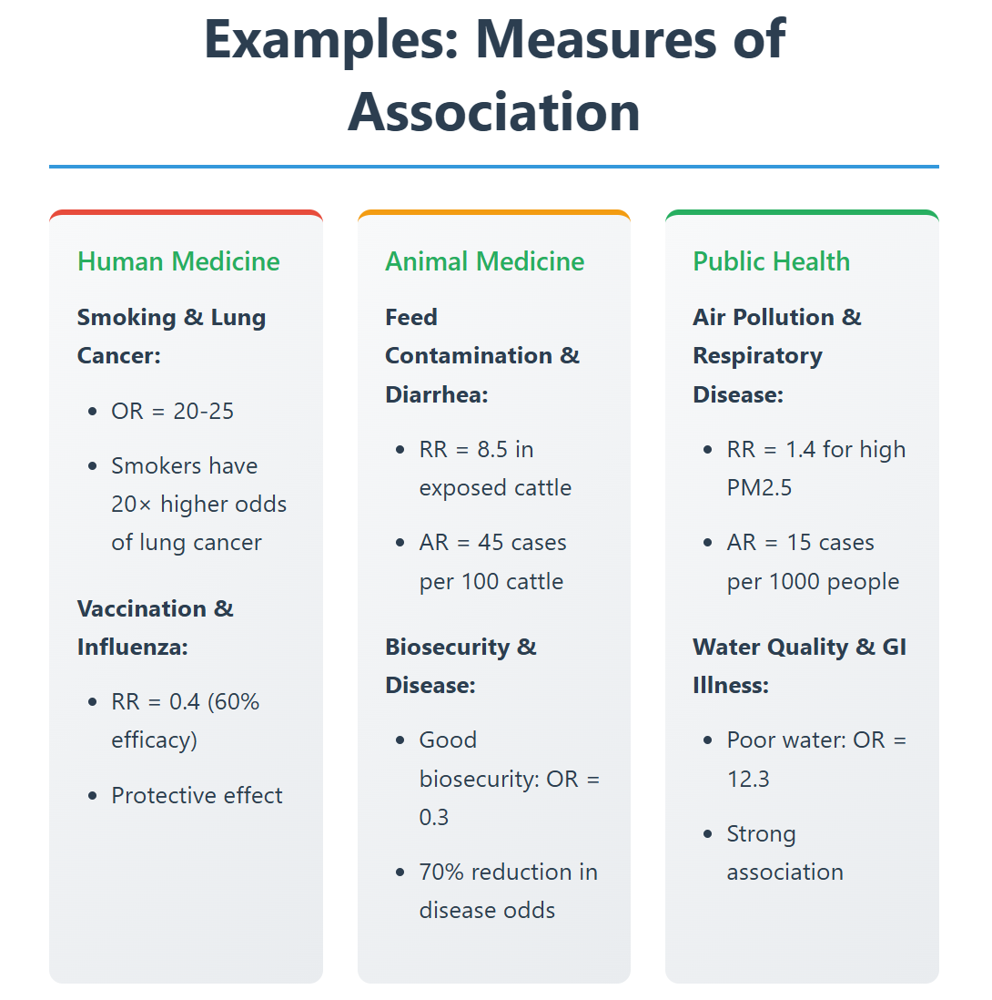 Examples: Measures of
Association
Human Medicine
Smoking & Lung
Cancer:
• OR = 20-25
• Smokers have
20× higher odds
of lung cancer
Vaccination &
Influenza:
• RR = 0.4 (60%
efficacy)
• Protective effect
Animal Medicine
Feed
Contamination &
Diarrhea:
• RR = 8.5 in
exposed cattle
• AR = 45 cases
per 100 cattle
Biosecurity &
Disease:
• Good
biosecurity: OR =
0.3
• 70% reduction in
disease odds
Public Health
Air Pollution &
Respiratory
Disease:
• RR = 1.4 for high
PM2.5
• AR = 15 cases
per 1000 people
Water Quality & GI
Illness:
• Poor water: OR =
12.3
• Strong
association